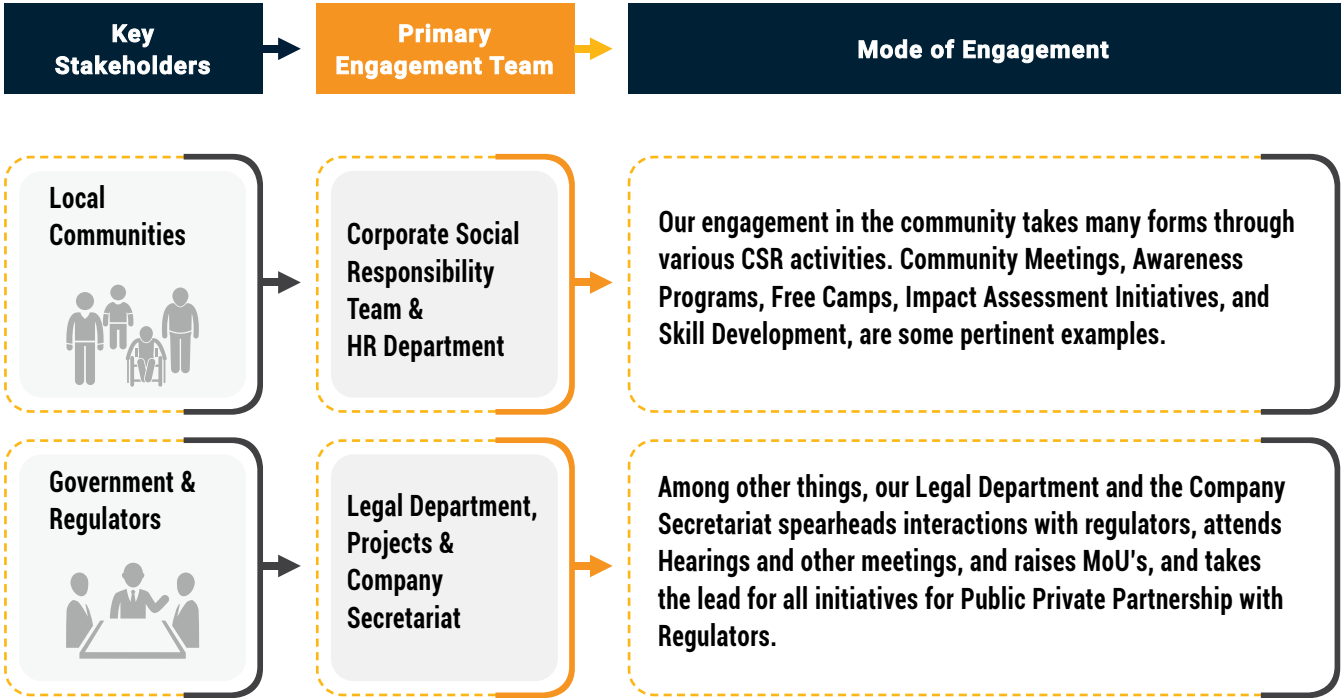 Key
Stakeholders
Primary
Engagement Team
Mode of Engagement
Local
Communities
Corporate Social
Responsibility
Team &
HR Department
Our engagement in the community takes many forms through
various CSR activities. Community Meetings, Awareness
Programs, Free Camps, Impact Assessment Initiatives, and
Skill Development, are some pertinent examples.
Government &
Regulators
Legal Department,
Projects &
Company
Secretariat
Among other things, our Legal Department and the Company
Secretariat spearheads interactions with regulators, attends
Hearings and other meetings, and raises MoU's, and takes
the lead for all initiatives for Public Private Partnership with
Regulators.